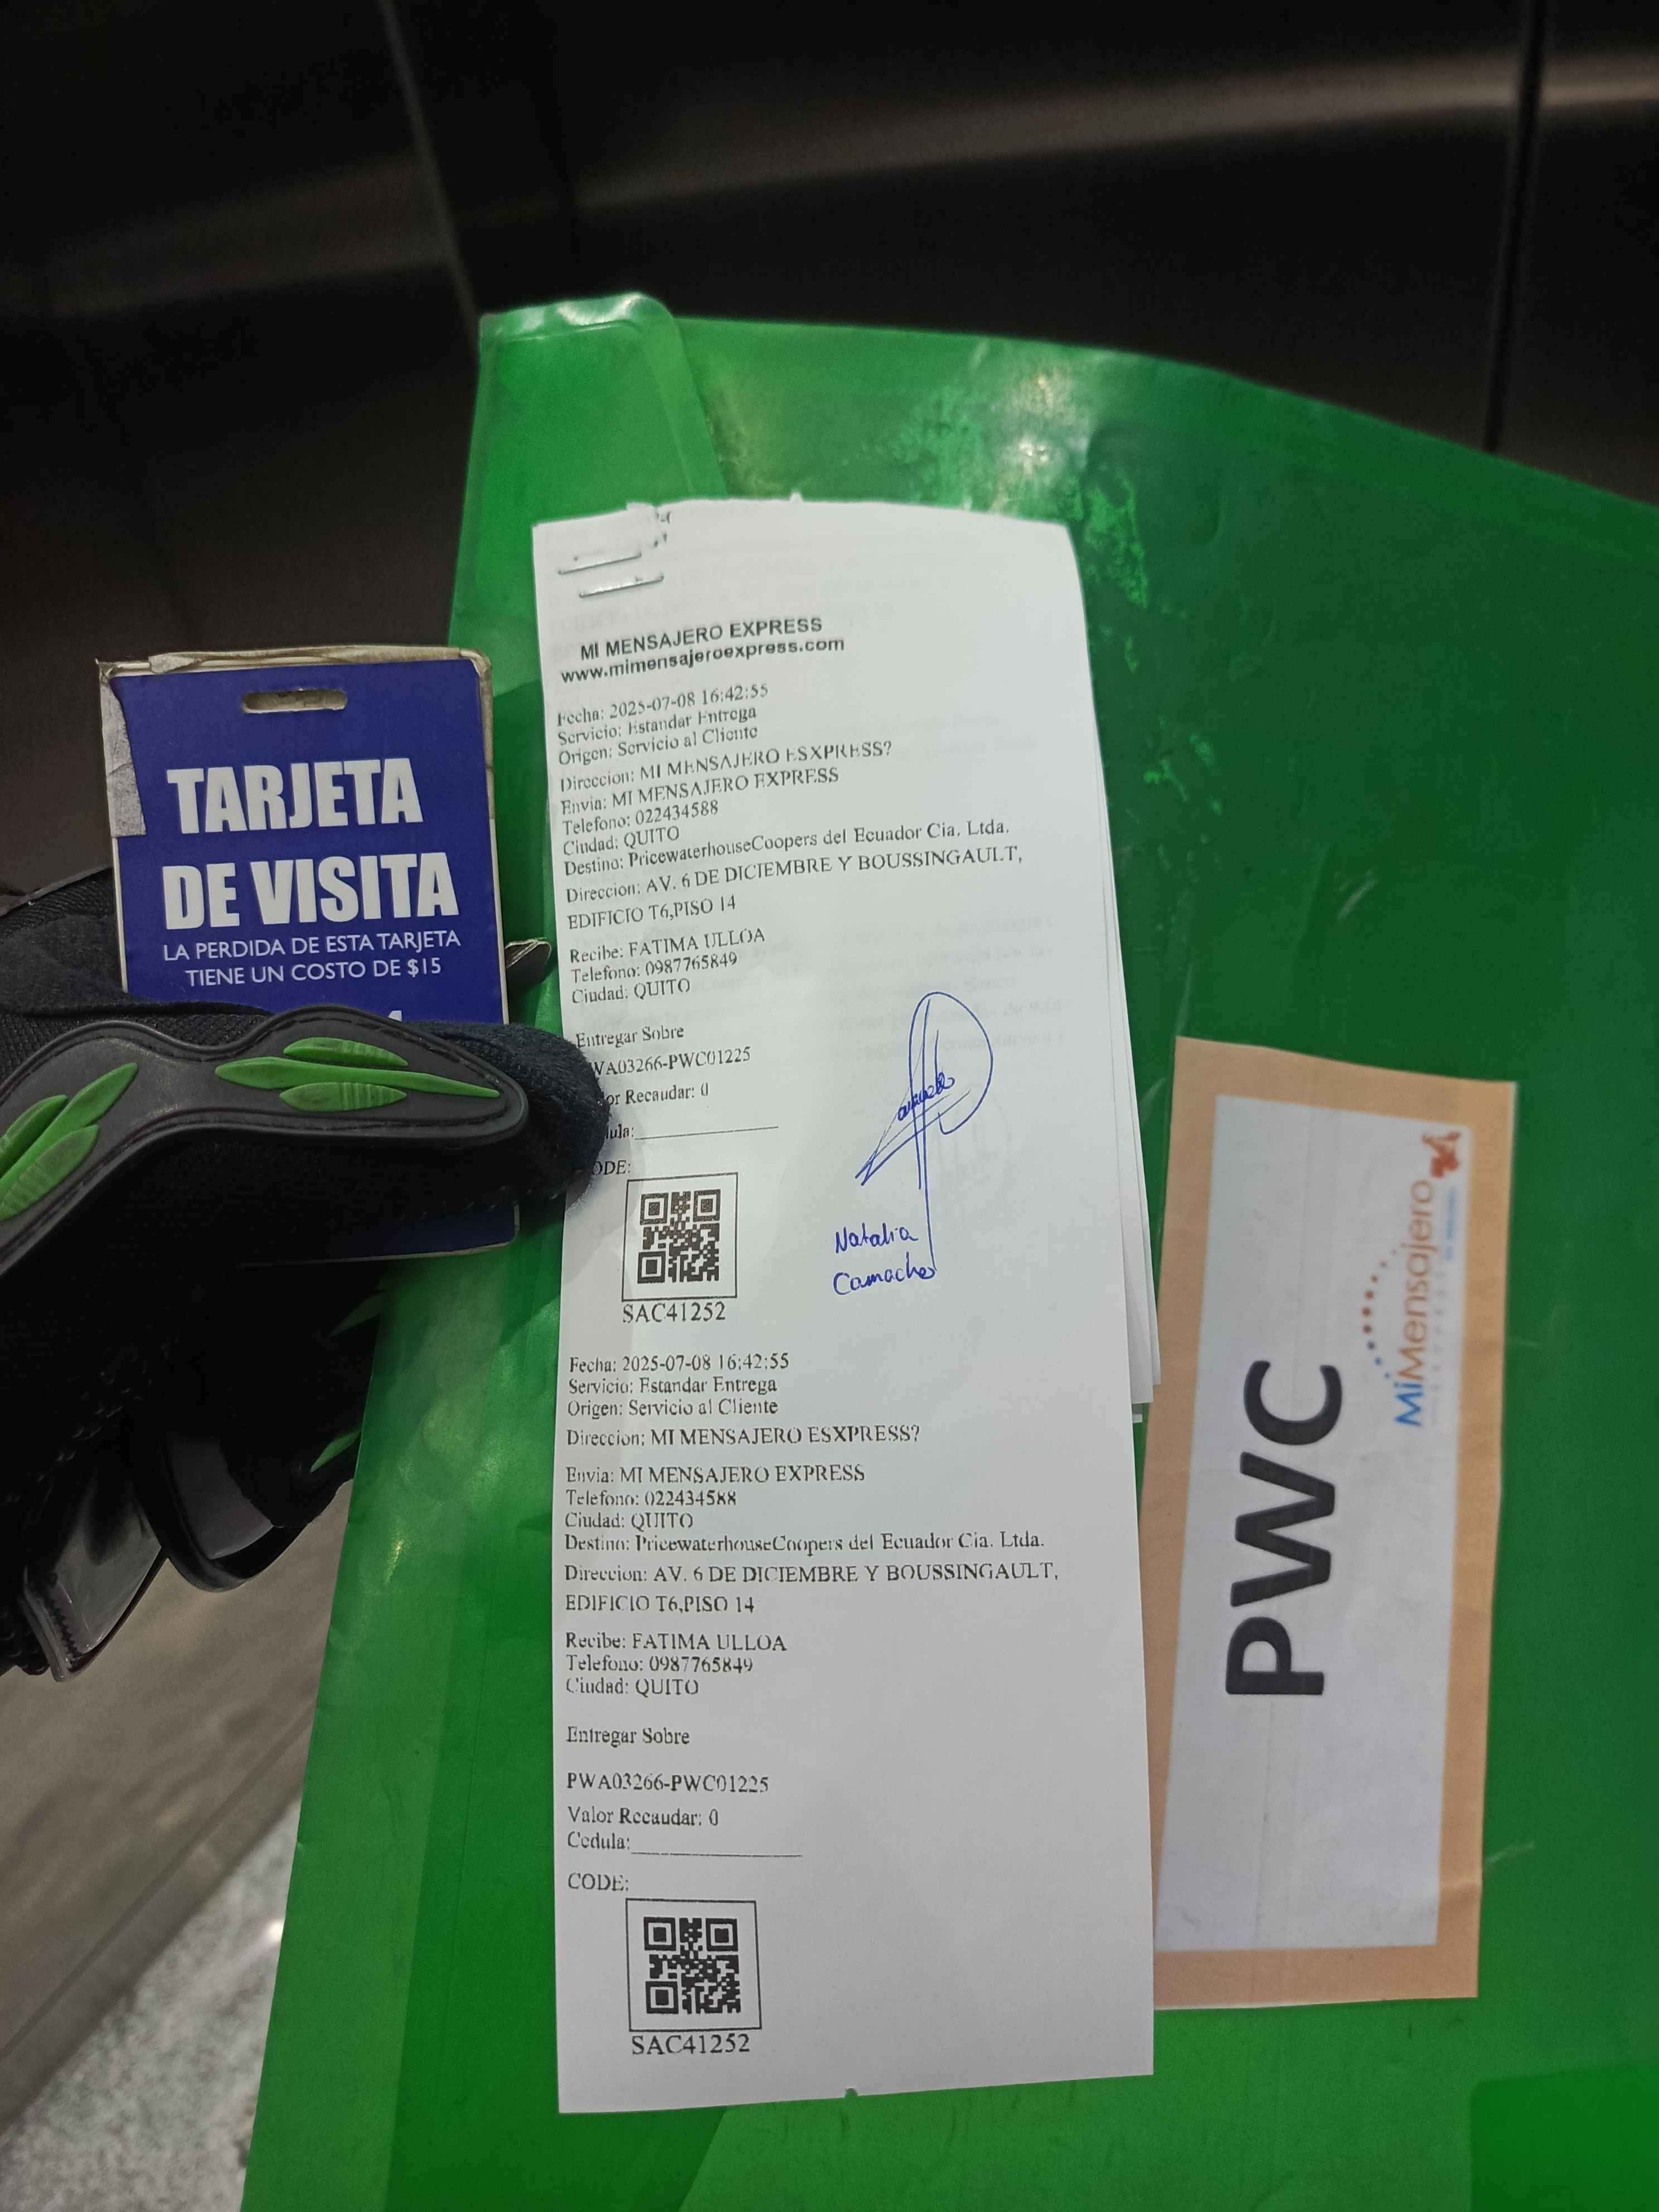 TARJETA
DE VISITA
LA PERDIDA DE ESTA TARJETA
TIENE UN COSTO DE $15
MI MENSAJERO EXPRESS
www.mimensajeroexpress.com
Fecha: 2025-07-08 16:42:55
Servicio: Estandar Entrega
Origen: Servicio al Cliente
Direccion: MI MENSAJERO ESXPRESS?
Envia: MI MENSAJERO EXPRESS
Telefono: 022434588
Ciudad: QUITO
Destino: PricewaterhouseCoopers del Ecuador Cia. Ltda.
Direccion: AV. 6 DE DICIEMBRE Y BOUSSINGAULT,
EDIFICIO T6,PISO 14
Recibe: FATIMA ULLOA
Telefono: 0987765849
Ciudad: QUITO
Entregar Sobre
WA03266-PWC01225
or Recaudar: 0
ula:
ODE:
Natalia
Camacho
SAC41252
Fecha: 2025-07-08 16:42:55
Servicio: Estandar Entrega
Origen: Servicio al Cliente
Direccion: MI MENSAJERO ESXPRESS?
Envia: MI MENSAJERO EXPRESS
Telefono: 022434588
Ciudad: QUITO
Destino: PricewaterhouseCoopers del Ecuador Cia. Ltda.
Direccion: AV. 6 DE DICIEMBRE Y BOUSSINGAULT,
EDIFICIO T6,PISO 14
Recibe: FATIMA ULLOA
Telefono: 0987765849
Ciudad: QUITO
Entregar Sobre
PWA03266-PWC01225
Valor Recaudar: 0
Cedula:
CODE:
SAC41252
PWC
MiMensajero